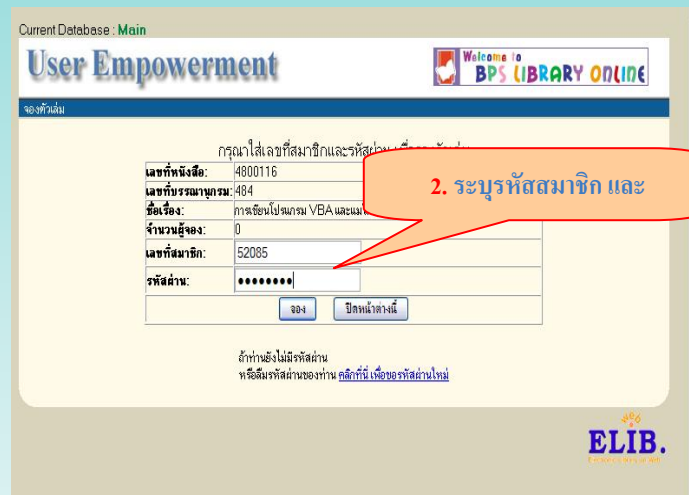 Current Database : Main
User Empowerment
Welcome to
BPS LIBRARY ONLINE
จองตัวเล่ม
กรุณาใส่เลขที่สมาชิกและรหัสผ่าน
เลขที่หนังสือ: 4800116
เลขที่บรรณานุกรม: 484
ชื่อเรื่อง: การเขียนโปรแกรม VBA และแม
จำนวนผู้จอง: 0
เลขที่สมาชิก: 52085
รหัสผ่าน: ••••••••
จอง ปิดหน้าต่างนี้
2. ระบุรหัสสมาชิก และ
ถ้าท่านยังไม่มีรหัสผ่าน
หรือลืมรหัสผ่านของท่าน คลิกที่นี่ เพื่อขอรหัสผ่านใหม่
web
ELIB.